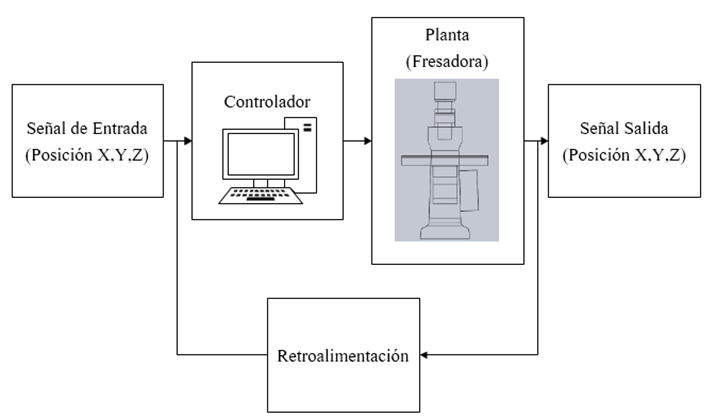 Señal de Entrada
(Posición X,Y,Z)
Controlador
Planta
(Fresadora)
Señal Salida
(Posición X,Y,Z)
Retroalimentación